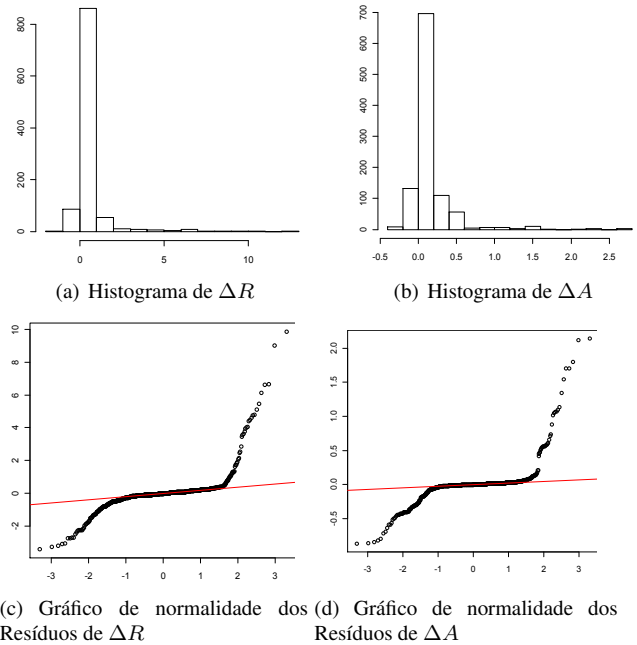 800
600
400
200
0
0 5 10
(a) Histograma de ΔR
700
600
500
400
300
200
100
0
-0.5 0.0 0.5 1.0 1.5 2.0 2.5
(b) Histograma de ΔA
10
8
6
4
2
0
-2
-3 -2 -1 0 1 2 3
(c) Gráfico de normalidade dos
Resíduos de ΔR
2.0
1.5
1.0
0.5
0.0
-0.5
-3 -2 -1 0 1 2 3
(d) Gráfico de normalidade dos
Resíduos de ΔA